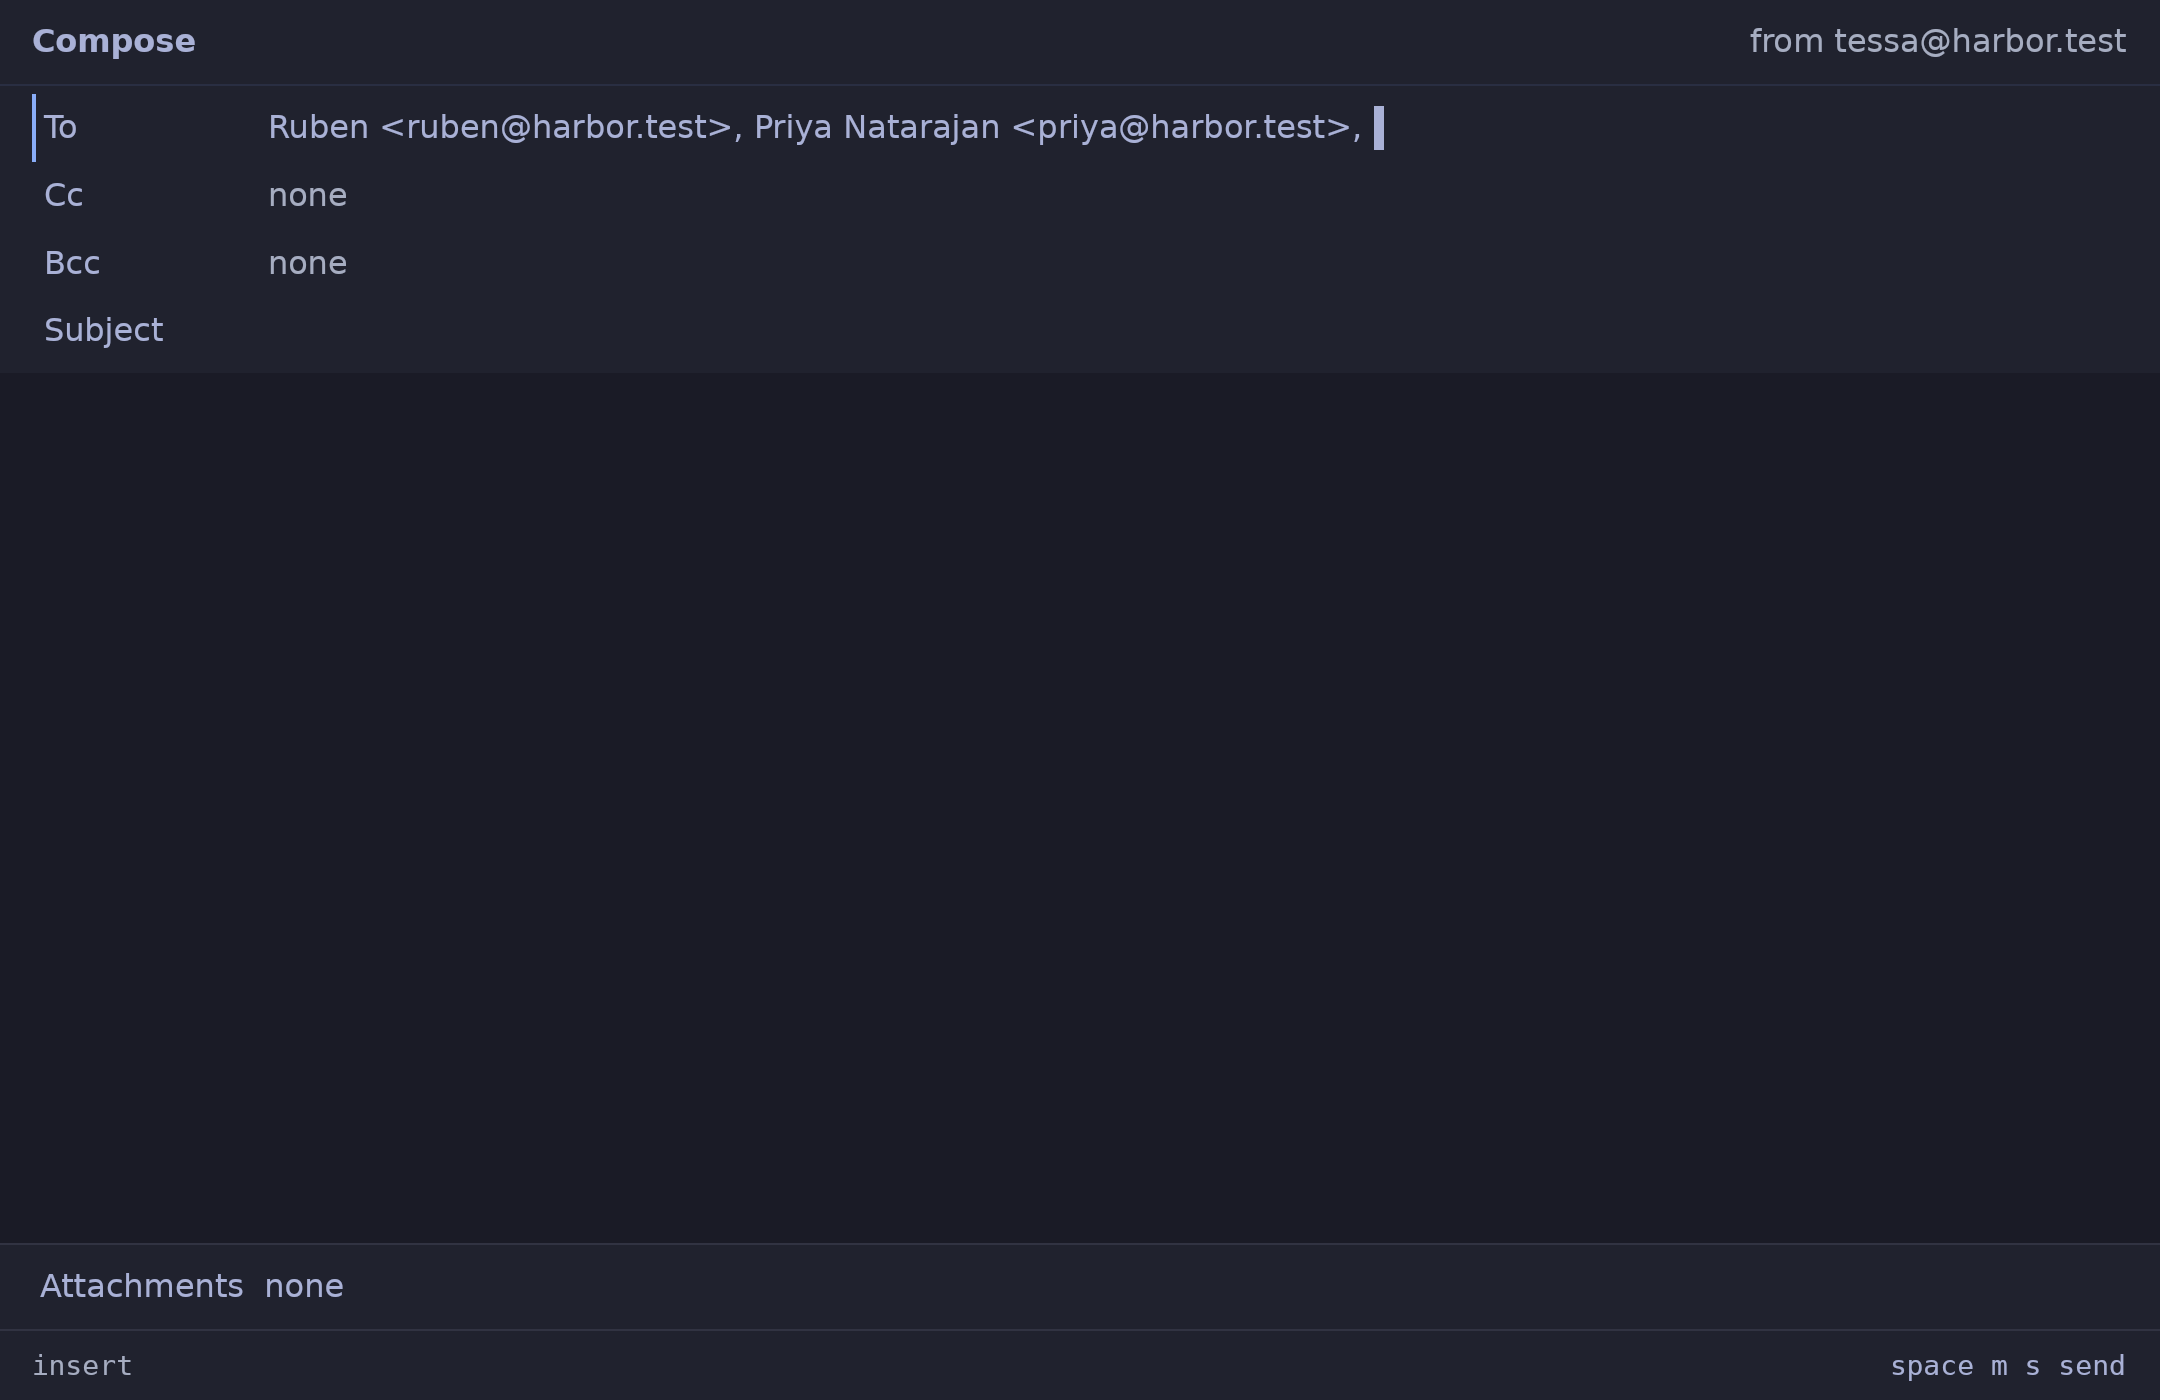 Compose from tessa@harbor.test
To Ruben <ruben@harbor.test>, Priya Natarajan <priya@harbor.test>,
Cc none
Bcc none
Subject
Attachments none
insert space m s send